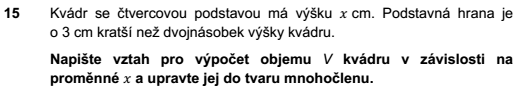 15 Kvádr se čtvercovou podstavou má výšku x cm. Podstavná hrana je
o 3 cm kratší než dvojnásobek výšky kvádru.
Napište vztah pro výpočet objemu V kvádru v závislosti na
proměnné x a upravte jej do tvaru mnohočlenu.